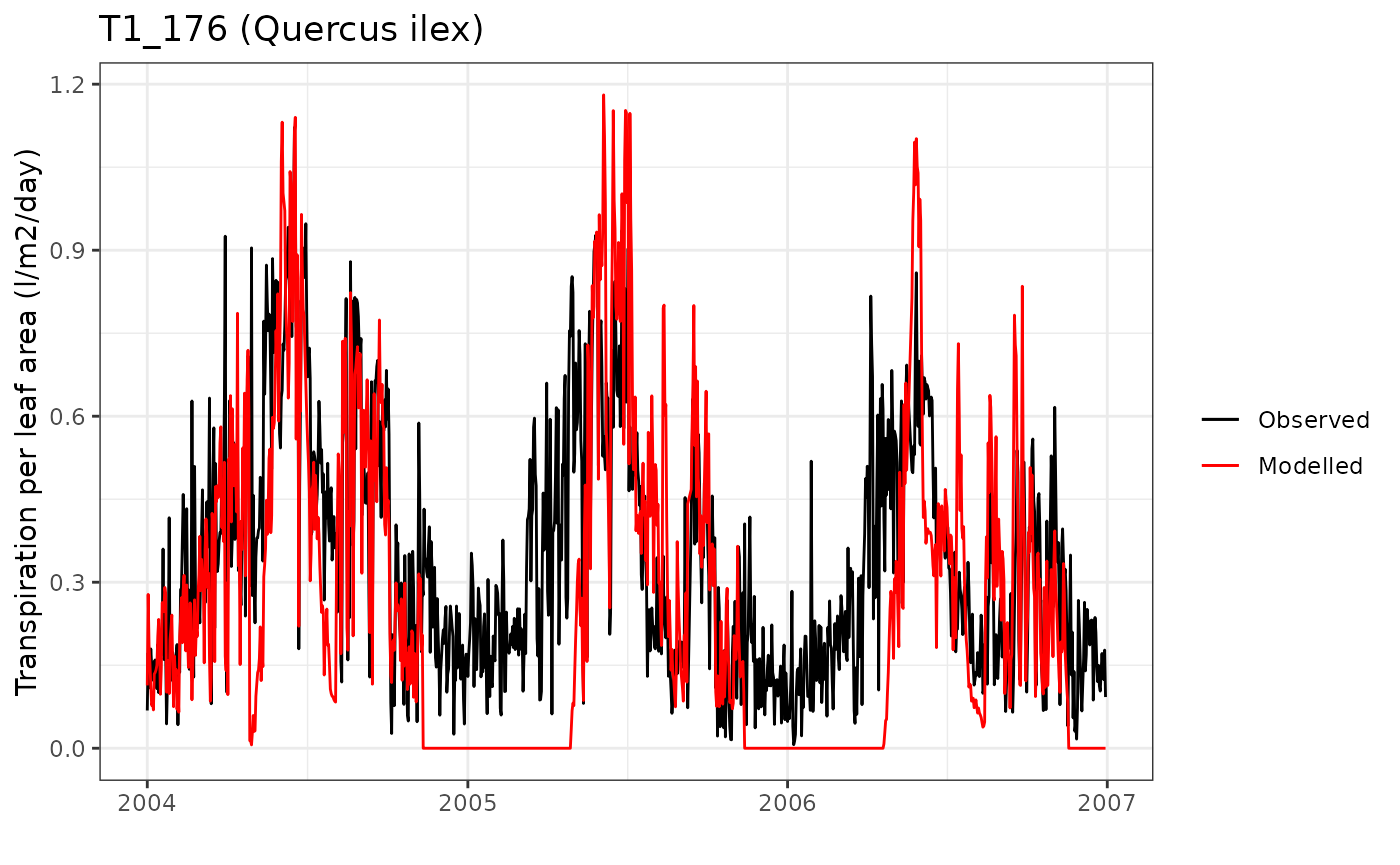 T1_176 (Quercus ilex)
Transpiration per leaf area (l/m2/day)
1.2
0.9
0.6
0.3
0.0
2004
2005
2006
2007
Observed
Modelled